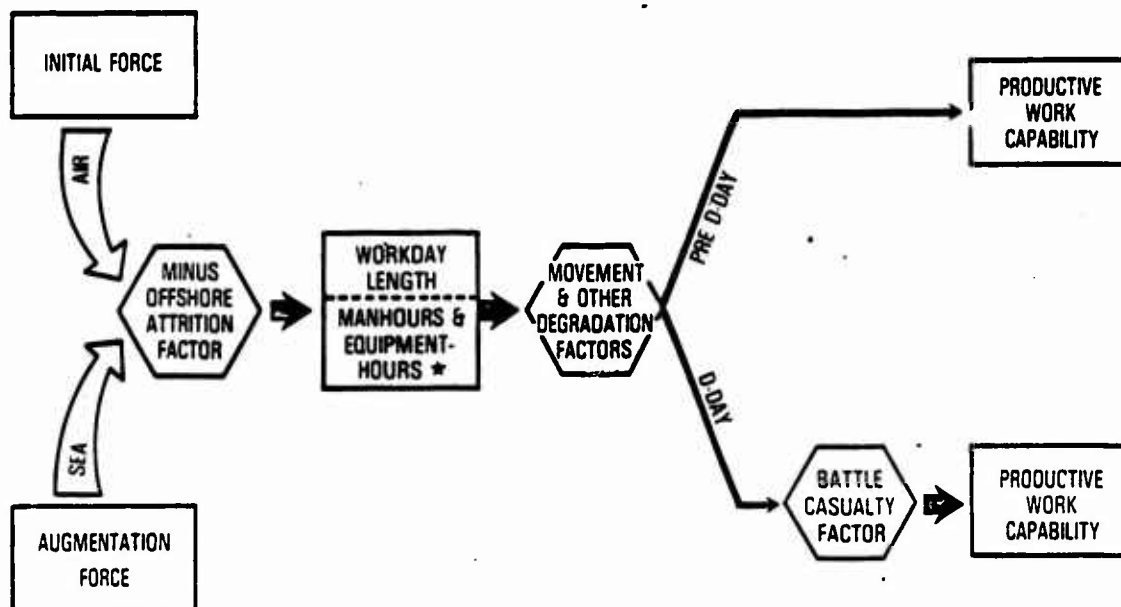 INITIAL FORCE
AIR
SEA
AUGMENTATION
FORCE
MINUS
OFFSHORE
ATTRITION
FACTOR
WORKDAY
LENGTH
MANHOURS &
EQUIPMENT-
HOURS ★
MOVEMENT
& OTHER
DEGRADATION
FACTORS
PRE D-DAY
PRODUCTIVE
WORK
CAPABILITY
D-DAY
BATTLE
CASUALTY
FACTOR
PRODUCTIVE
WORK
CAPABILITY